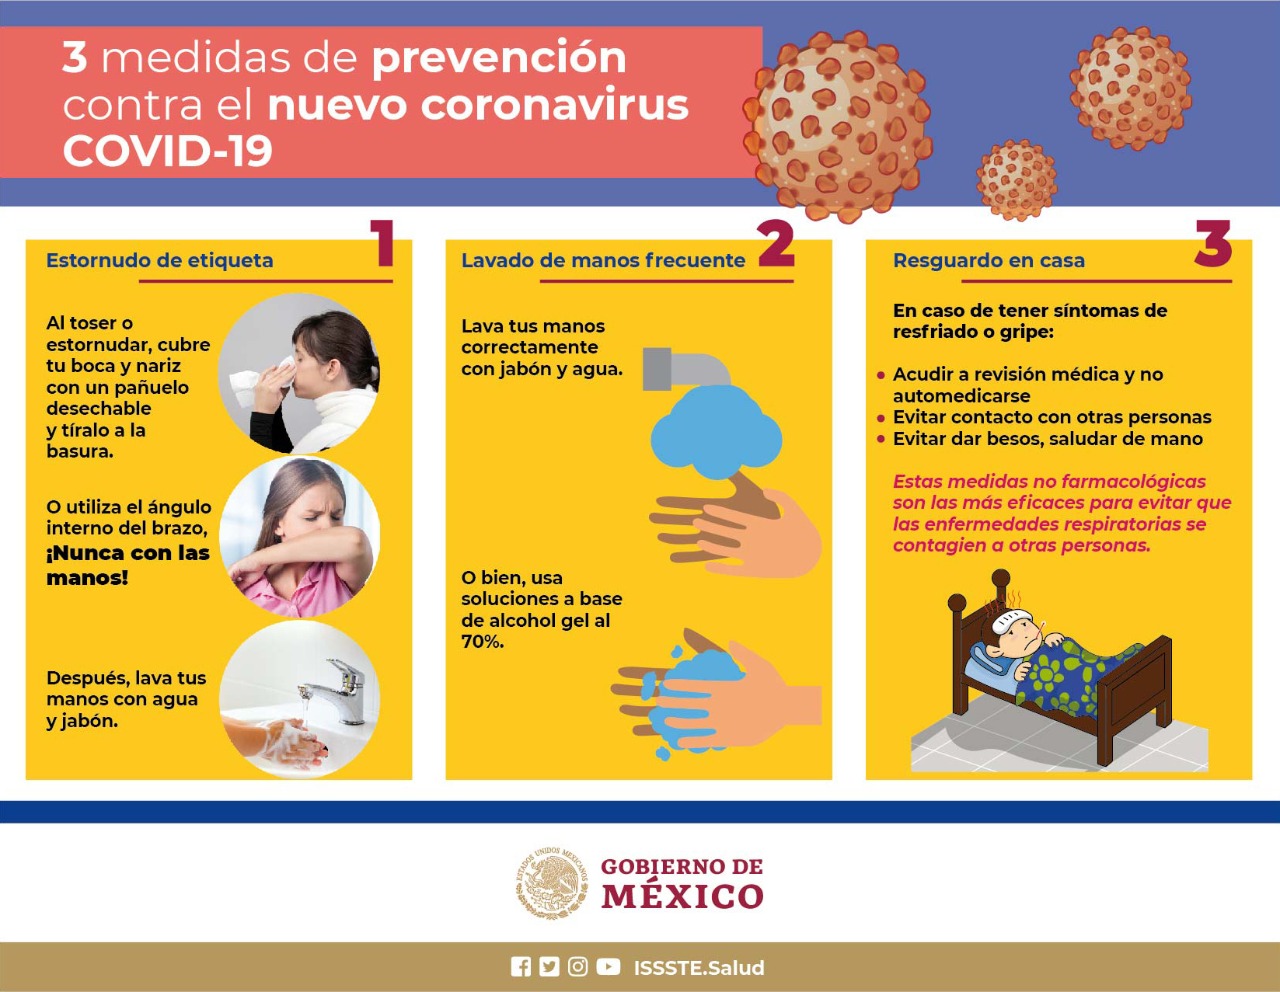 3 medidas de prevención
contra el nuevo coronavirus
COVID-19
1
Estornudo de etiqueta
Al toser o
estornudar, cubre
tu boca y nariz
con un pañuelo
desechable
y tíralo a la
basura.
O utiliza el ángulo
interno del brazo,
¡Nunca con las
manos!
Después, lava tus
manos con agua
y jabón.
2
Lavado de manos frecuente
Lava tus manos
correctamente
con jabón y agua.
O bien, usa
soluciones a base
de alcohol gel al
70%.
3
Resguardo en casa
En caso de tener síntomas de
resfriado o gripe:
• Acudir a revisión médica y no
automedicarse
• Evitar contacto con otras personas
• Evitar dar besos, saludar de mano
Estas medidas no farmacológicas
son las más eficaces para evitar que
las enfermedades respiratorias se
contagien a otras personas.
ESTADOS UNIDOS MEXICANOS
GOBIERNO DE
MÉXICO
ISSSTE.Salud